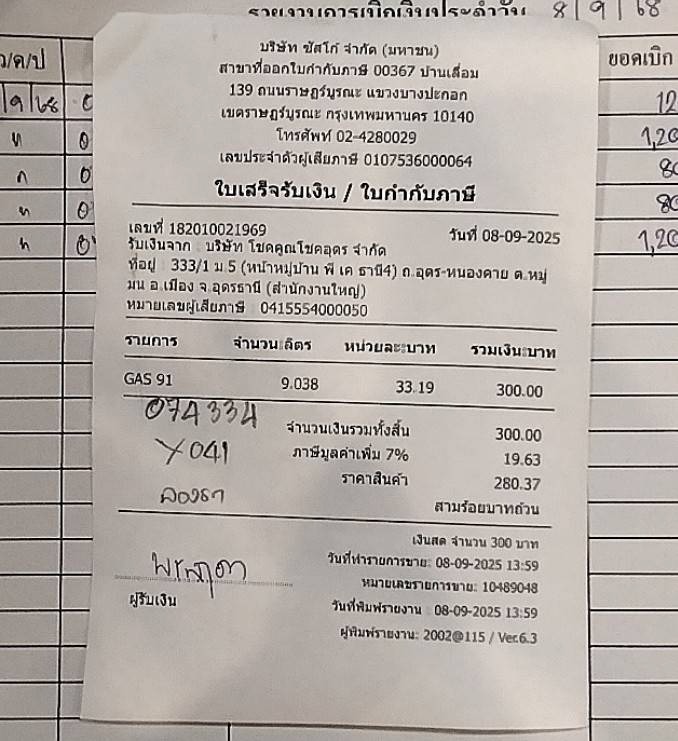 รายงานการเบิกเงินประจำวัน 8/9/68
ว/ด/ป
ยอดเบิก
บริษัท ซัสโก้ จำกัด (มหาชน)
สาขาที่ออกใบกำกับภาษี 00367 บ้านเลื่อม
139 ถนนราษฎร์บูรณะ แขวงบางปะกอก
เขตราษฎร์บูรณะ กรุงเทพมหานคร 10140
โทรศัพท์ 02-4280029
เลขประจำตัวผู้เสียภาษี 0107536000064
ใบเสร็จรับเงิน / ใบกำกับภาษี
เลขที่ 182010021969 วันที่ 08-09-2025
รับเงินจาก บริษัท โชคคูณโชคอุดร จำกัด
ที่อยู่ 333/1 ม.5 (หน้าหมู่บ้าน พี เค ธานี4) ถ.อุดร-หนองคาย ต.หมู
มน อ.เมือง จ.อุดรธานี (สำนักงานใหญ่)
หมายเลขผู้เสียภาษี 0415554000050
รายการ จำนวน:ลิตร หน่วยละ:บาท รวมเงิน:บาท
GAS 91 9.038 33.19 300.00
074334
จำนวนเงินรวมทั้งสิ้น 300.00
Y041
ภาษีมูลค่าเพิ่ม 7% 19.63
ราคาสินค้า 280.37
สามร้อยบาทถ้วน
เงินสด จำนวน 300 บาท
วันที่ทำรายการขาย: 08-09-2025 13:59
หมายเลขรายการขาย: 10489048
ผู้รับเงิน
วันที่พิมพ์รายงาน : 08-09-2025 13:59
ผู้พิมพ์รายงาน: 2002@115 / Ver.6.3
1,20
80
80
1,20